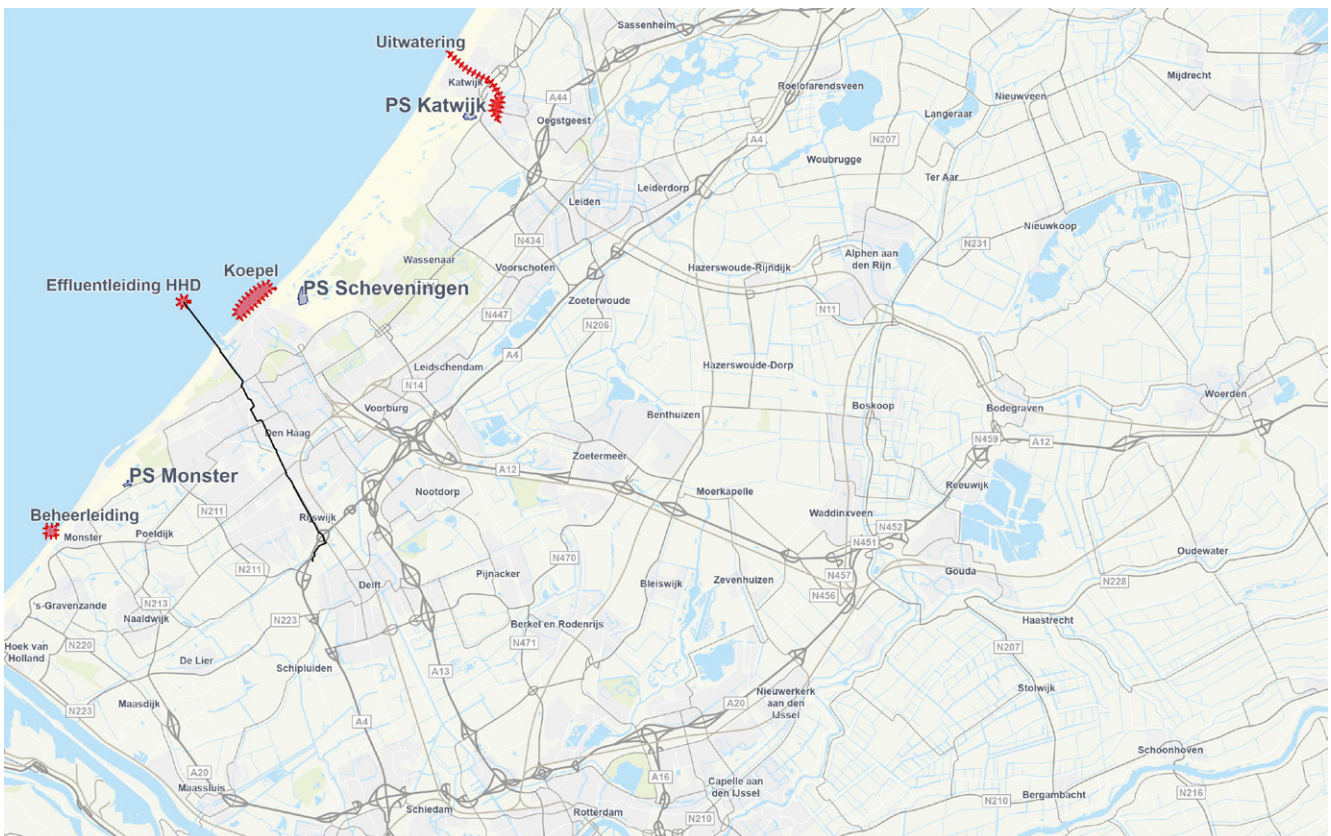 Sassenheim
Uitwatering
Katwijk
Mijdrecht
Roelofarendsveen
A44
PS Katwijk
Nieuwveen
Langeraar
Oegstgeest
A4
N207
Woubrugge
Ter Aar
Leiderdorp
Leiden
Nieuwkoop
N434
N231
Wassenaar
Alphen aan
den Rijn
Koepel
Voorschoten
Hazerswoude-Rijndijk
Effluentleiding HHD
PS Scheveningen
Zoeterwoude
N11
N447
N206
A4
Leidschendam
Hazerswoude-Dorp
N14
Woerden
Voorburg
Boskoop
Bodegraven
Benthuizen
Den Haag
N459
A12
Zoetermeer
A12
PS Monster
Nootdorp
Moerkapelle
Reeuwijk
N211
Beheerleiding
Rijswijk
Waddinxveen
N452
Monster
Poeldijk
N451
Oudewater
N470
N211
Gouda
Pijnacker
N457
Bleiswijk
Zevenhuizen
N228
Delft
N456
's-Gravenzande
N213
Naaldwijk
N223
Berkel en Rodenrijs
Haastrecht
N220
N471
Hoek van
Holland
De Lier
N207
Schipluiden
A13
Stolwijk
Nieuwerkerk
aan den
IJssel
Maasdijk
A20
N223
A4
Schoonhoven
A20
A16
Capelle aan
den IJssel
Maassluis
Bergambacht
N216
N210
Schiedam
Rotterdam
N210